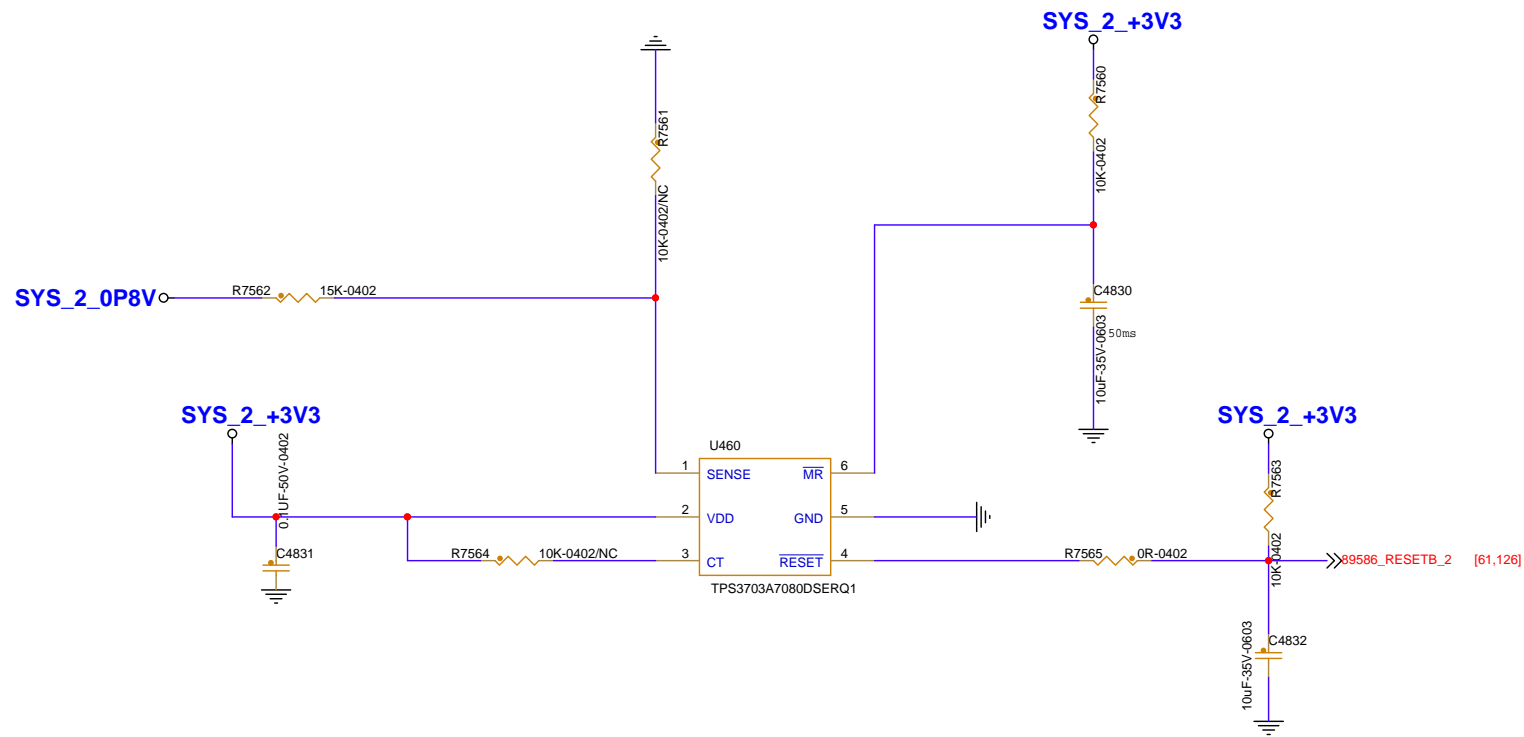 SYS_2_+3V3
R7560
10K-0402
R7561
10K-0402/NC
SYS_2_0P8V
R7562
15K-0402
C4830
50ms
10uF-35V-0603
SYS_2_+3V3
0.1UF-50V-0402
C4831
R7564
10K-0402/NC
U460
1
SENSE
2
VDD
3
CT
MR
6
GND
5
RESET
4
TPS3703A7080DSERQ1
SYS_2_+3V3
R7563
10K-0402
R7565
0R-0402
89586_RESETB_2
[61,126]
C4832
10uF-35V-0603